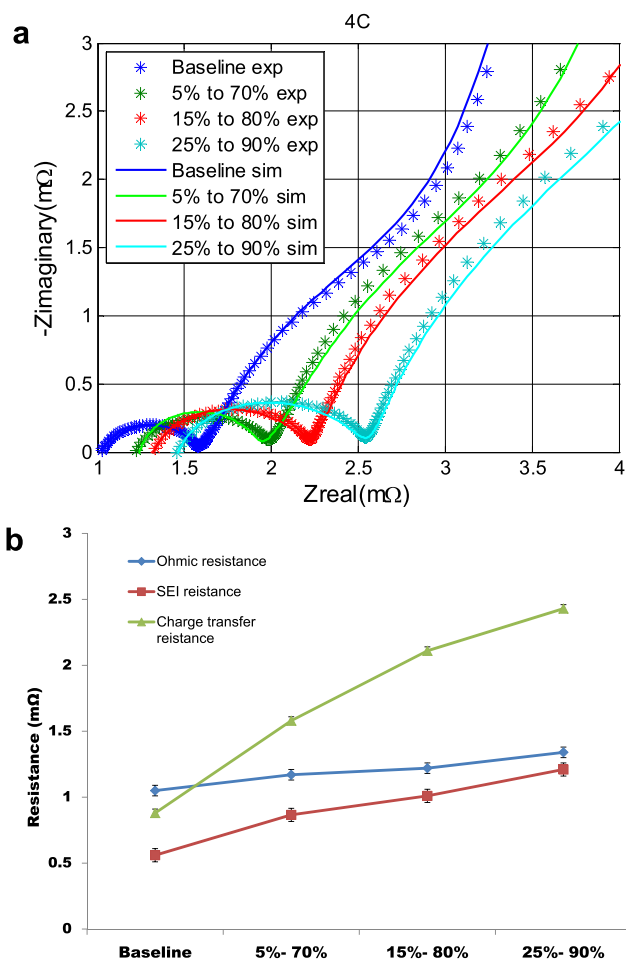 a
4C
3
2.5
2
1.5
1
0.5
0
-Zimaginary(mΩ)
Baseline exp
5% to 70% exp
15% to 80% exp
25% to 90% exp
Baseline sim
5% to 70% sim
15% to 80% sim
25% to 90% sim
1 1.5 2 2.5 3 3.5 4
Zreal(mΩ)
b
3
2.5
2
1.5
1
0.5
0
Resistance (mΩ)
Ohmic resistance
SEI reistance
Charge transfer
reistance
Baseline 5%- 70% 15%- 80% 25%- 90%